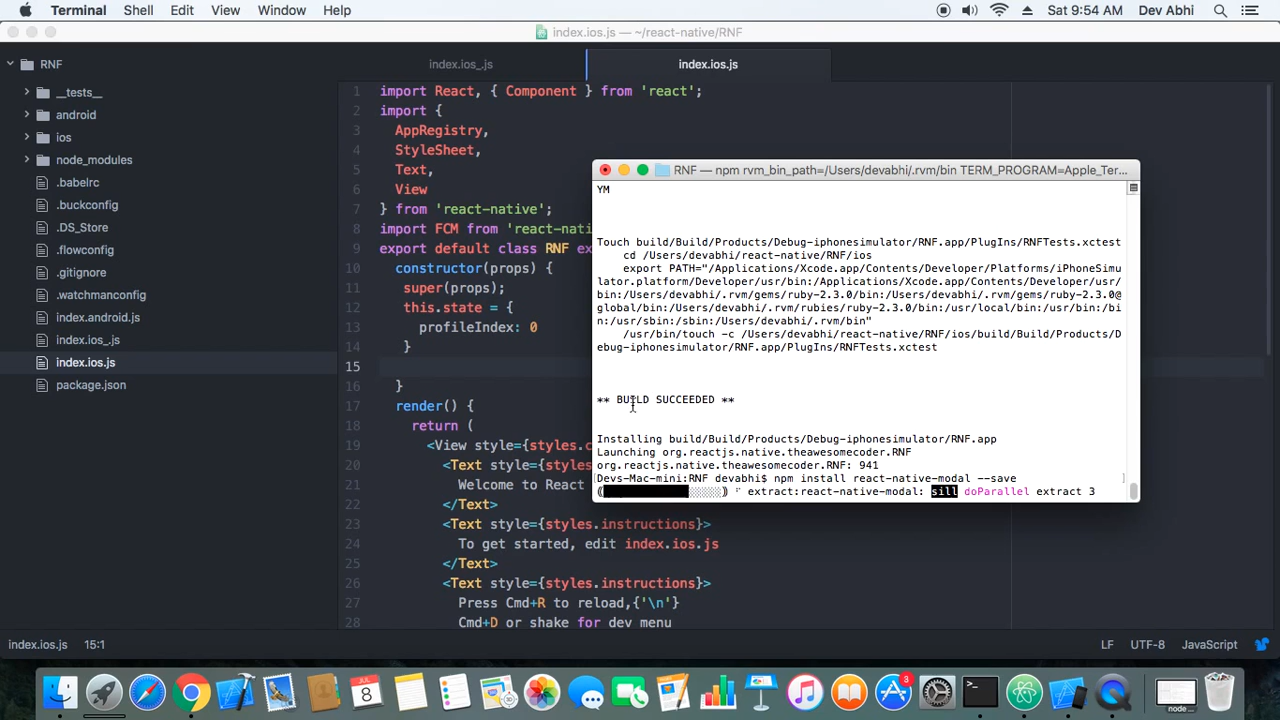 Terminal Shell Edit View Window Help Sat 9:54 AM Dev Abhi
index.ios.js — ~/react-native/RNF
RNF
__tests__
android
ios
node_modules
.babelrc
.buckconfig
.DS_Store
.flowconfig
.gitignore
.watchmanconfig
index.android.js
index.ios_.js
index.ios.js
package.json
index.ios_.js index.ios.js
1 import React, { Component } from 'react';
2 import {
3 AppRegistry,
4 StyleSheet,
5 Text,
6 View
7 } from 'react-native';
8 import FCM from 'react-nati
9 export default class RNF ex
10 constructor(props) {
11 super(props);
12 this.state = {
13 profileIndex: 0
14 }
15
16 }
17 render() {
18 return (
19 <View style={styles.c
20 <Text style={styles
21 Welcome to React
22 </Text>
23 <Text style={styles.instructions}>
24 To get started, edit index.ios.js
25 </Text>
26 <Text style={styles.instructions}>
27 Press Cmd+R to reload,{'\n'}
28 Cmd+D or shake for dev menu
RNF — npm rvm_bin_path=/Users/devabhi/.rvm/bin TERM_PROGRAM=Apple_Ter...
YM
Touch build/Build/Products/Debug-iphonesimulator/RNF.app/PlugIns/RNFTests.xctest
cd /Users/devabhi/react-native/RNF/ios
export PATH="/Applications/Xcode.app/Contents/Developer/Platforms/iPhoneSimu
lator.platform/Developer/usr/bin:/Applications/Xcode.app/Contents/Developer/usr/
bin:/Users/devabhi/.rvm/gems/ruby-2.3.0/bin:/Users/devabhi/.rvm/gems/ruby-2.3.0@
global/bin:/Users/devabhi/.rvm/rubies/ruby-2.3.0/bin:/usr/local/bin:/usr/bin:/bi
n:/usr/sbin:/sbin:/Users/devabhi/.rvm/bin"
/usr/bin/touch -c /Users/devabhi/react-native/RNF/ios/build/Build/Products/D
ebug-iphonesimulator/RNF.app/PlugIns/RNFTests.xctest
** BUILD SUCCEEDED **
Installing build/Build/Products/Debug-iphonesimulator/RNF.app
Launching org.reactjs.native.theawesomecoder.RNF
org.reactjs.native.theawesomecoder.RNF: 941
[Devs-Mac-mini:RNF devabhi$ npm install react-native-modal --save ]
extract:react-native-modal: sill doParallel extract 3
index.ios.js 15:1 LF UTF-8 JavaScript
JUL
8
3